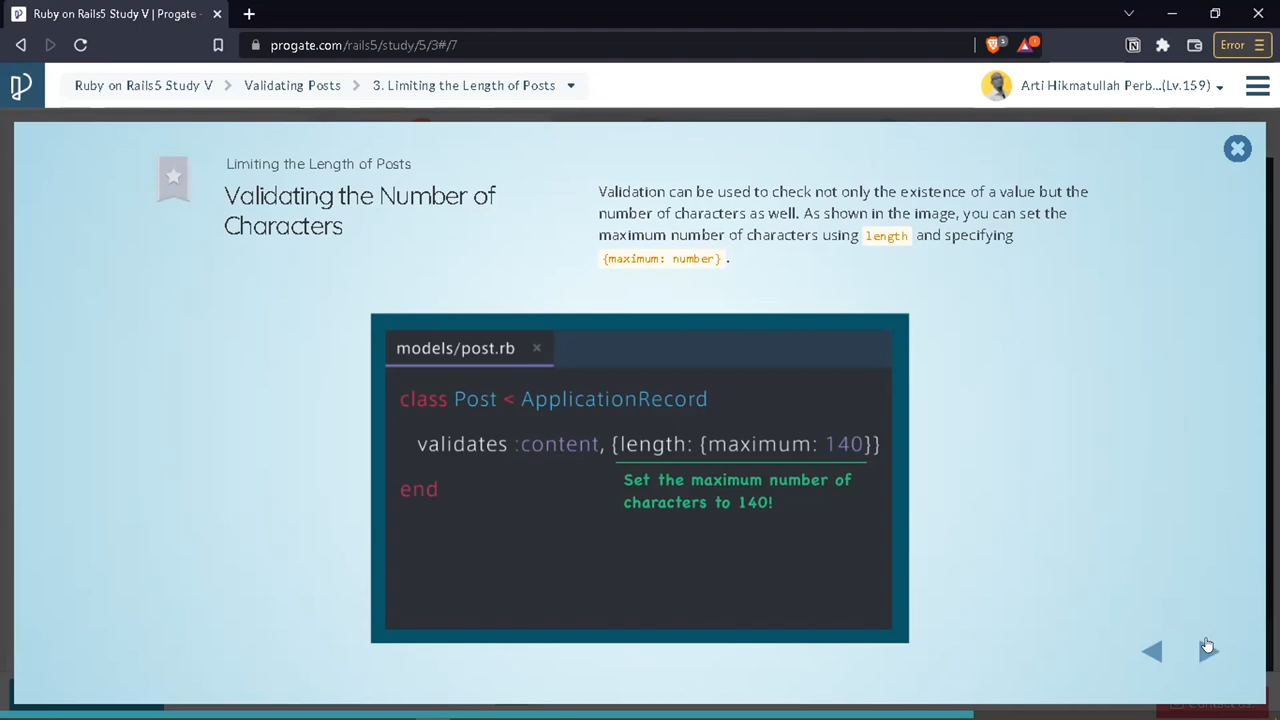 Ruby on Rails5 Study V | Progate -
progate.com/rails5/study/5/3#/7
Error
Ruby on Rails5 Study V
Validating Posts
3. Limiting the Length of Posts
Arti Hikmatullah Perb...(Lv.159)
Limiting the Length of Posts
Validating the Number of
Characters
Validation can be used to check not only the existence of a value but the
number of characters as well. As shown in the image, you can set the
maximum number of characters using length and specifying
{maximum: number} .
models/post.rb ×
class Post < ApplicationRecord
validates :content, {length: {maximum: 140}}
Set the maximum number of
characters to 140!
end
Contact us!